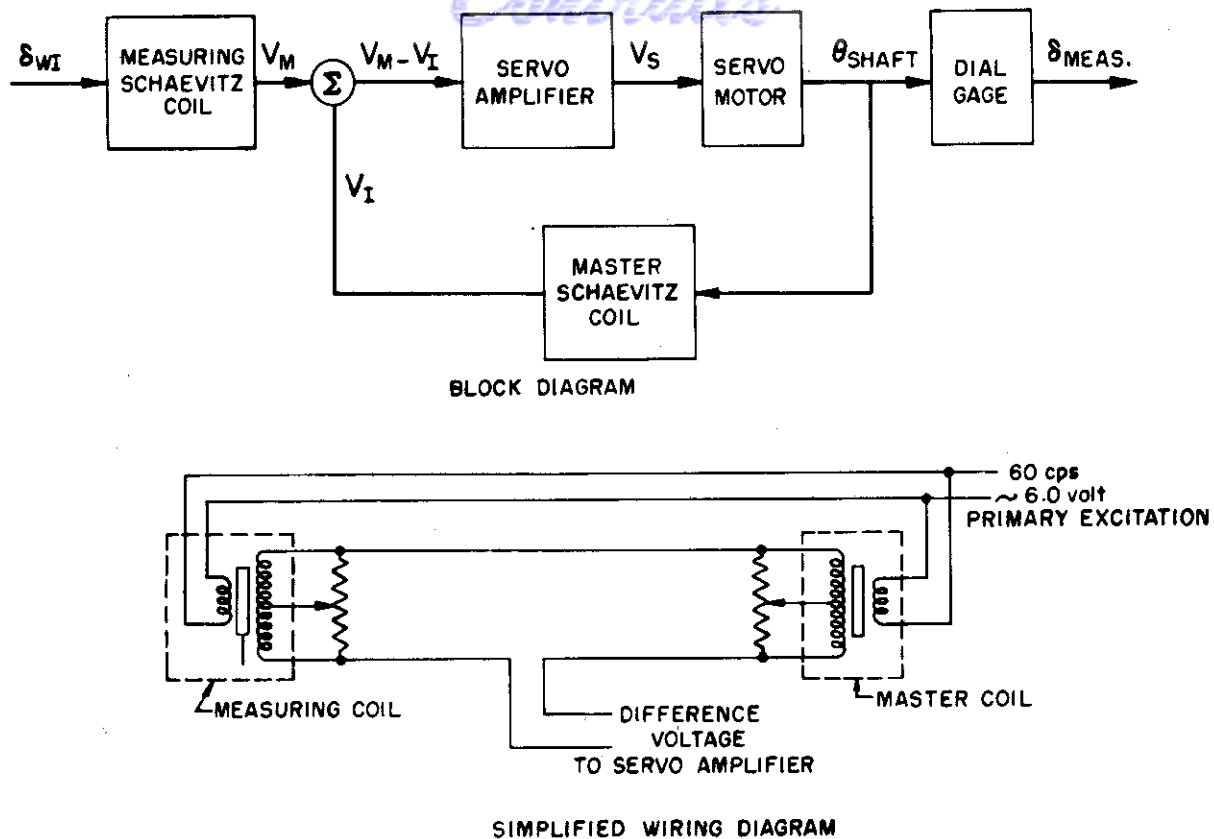 Contrails
δWI
MEASURING
SCHAEVITZ
COIL
VM
Σ
VM - VI
SERVO
AMPLIFIER
VS
SERVO
MOTOR
θSHAFT
DIAL
GAGE
δMEAS.
VI
MASTER
SCHAEVITZ
COIL
BLOCK DIAGRAM
60 cps
~ 6.0 volt
PRIMARY EXCITATION
MEASURING COIL
MASTER COIL
DIFFERENCE
VOLTAGE
TO SERVO AMPLIFIER
SIMPLIFIED WIRING DIAGRAM